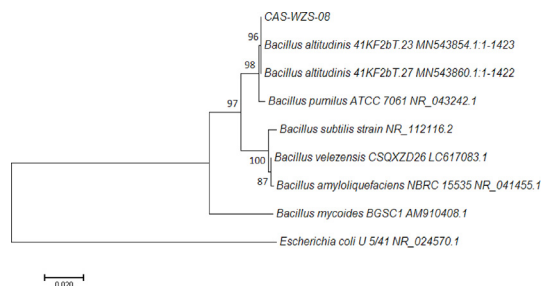 CAS-WZS-08
96
Bacillus altitudinis 41KF2bT.23 MN543854.1:1-1423
98
Bacillus altitudinis 41KF2bT.27 MN543860.1:1-1422
97
Bacillus pumilus ATCC 7061 NR_043242.1
Bacillus subtilis strain NR_112116.2
100
Bacillus velezensis CSQXZD26 LC617083.1
87
Bacillus amyloliquefaciens NBRC 15535 NR_041455.1
Bacillus mycoides BGSC1 AM910408.1
Escherichia coli U 5/41 NR_024570.1
0.020